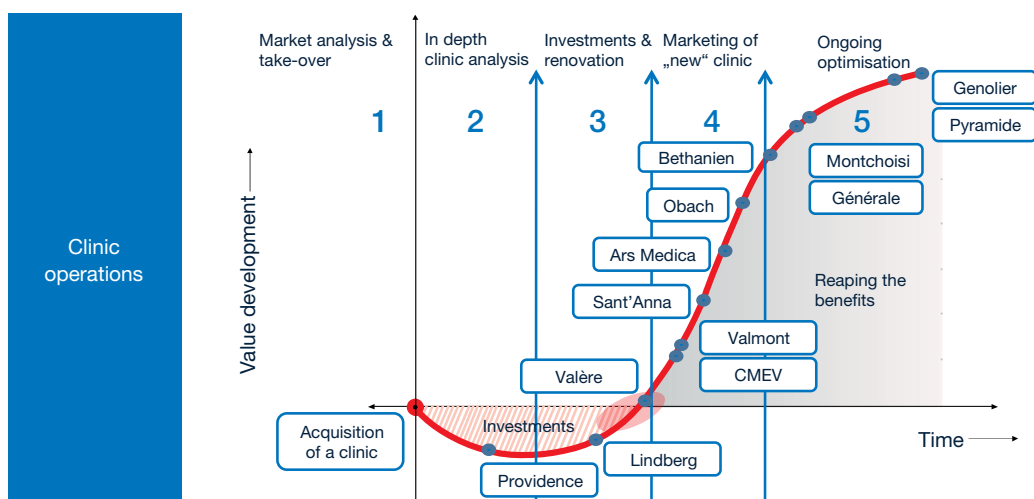 Clinic
operations
Market analysis &
take-over
In depth
clinic analysis
Investments &
renovation
Marketing of
„new“ clinic
Ongoing
optimisation
1
2
3
4
5
Genolier
Pyramide
Bethanien
Montchoisi
Obach
Générale
Ars Medica
Sant’Anna
Reaping the
benefits
Valmont
CMEV
Valère
Value development
Investments
Acquisition
of a clinic
Providence
Lindberg
Time